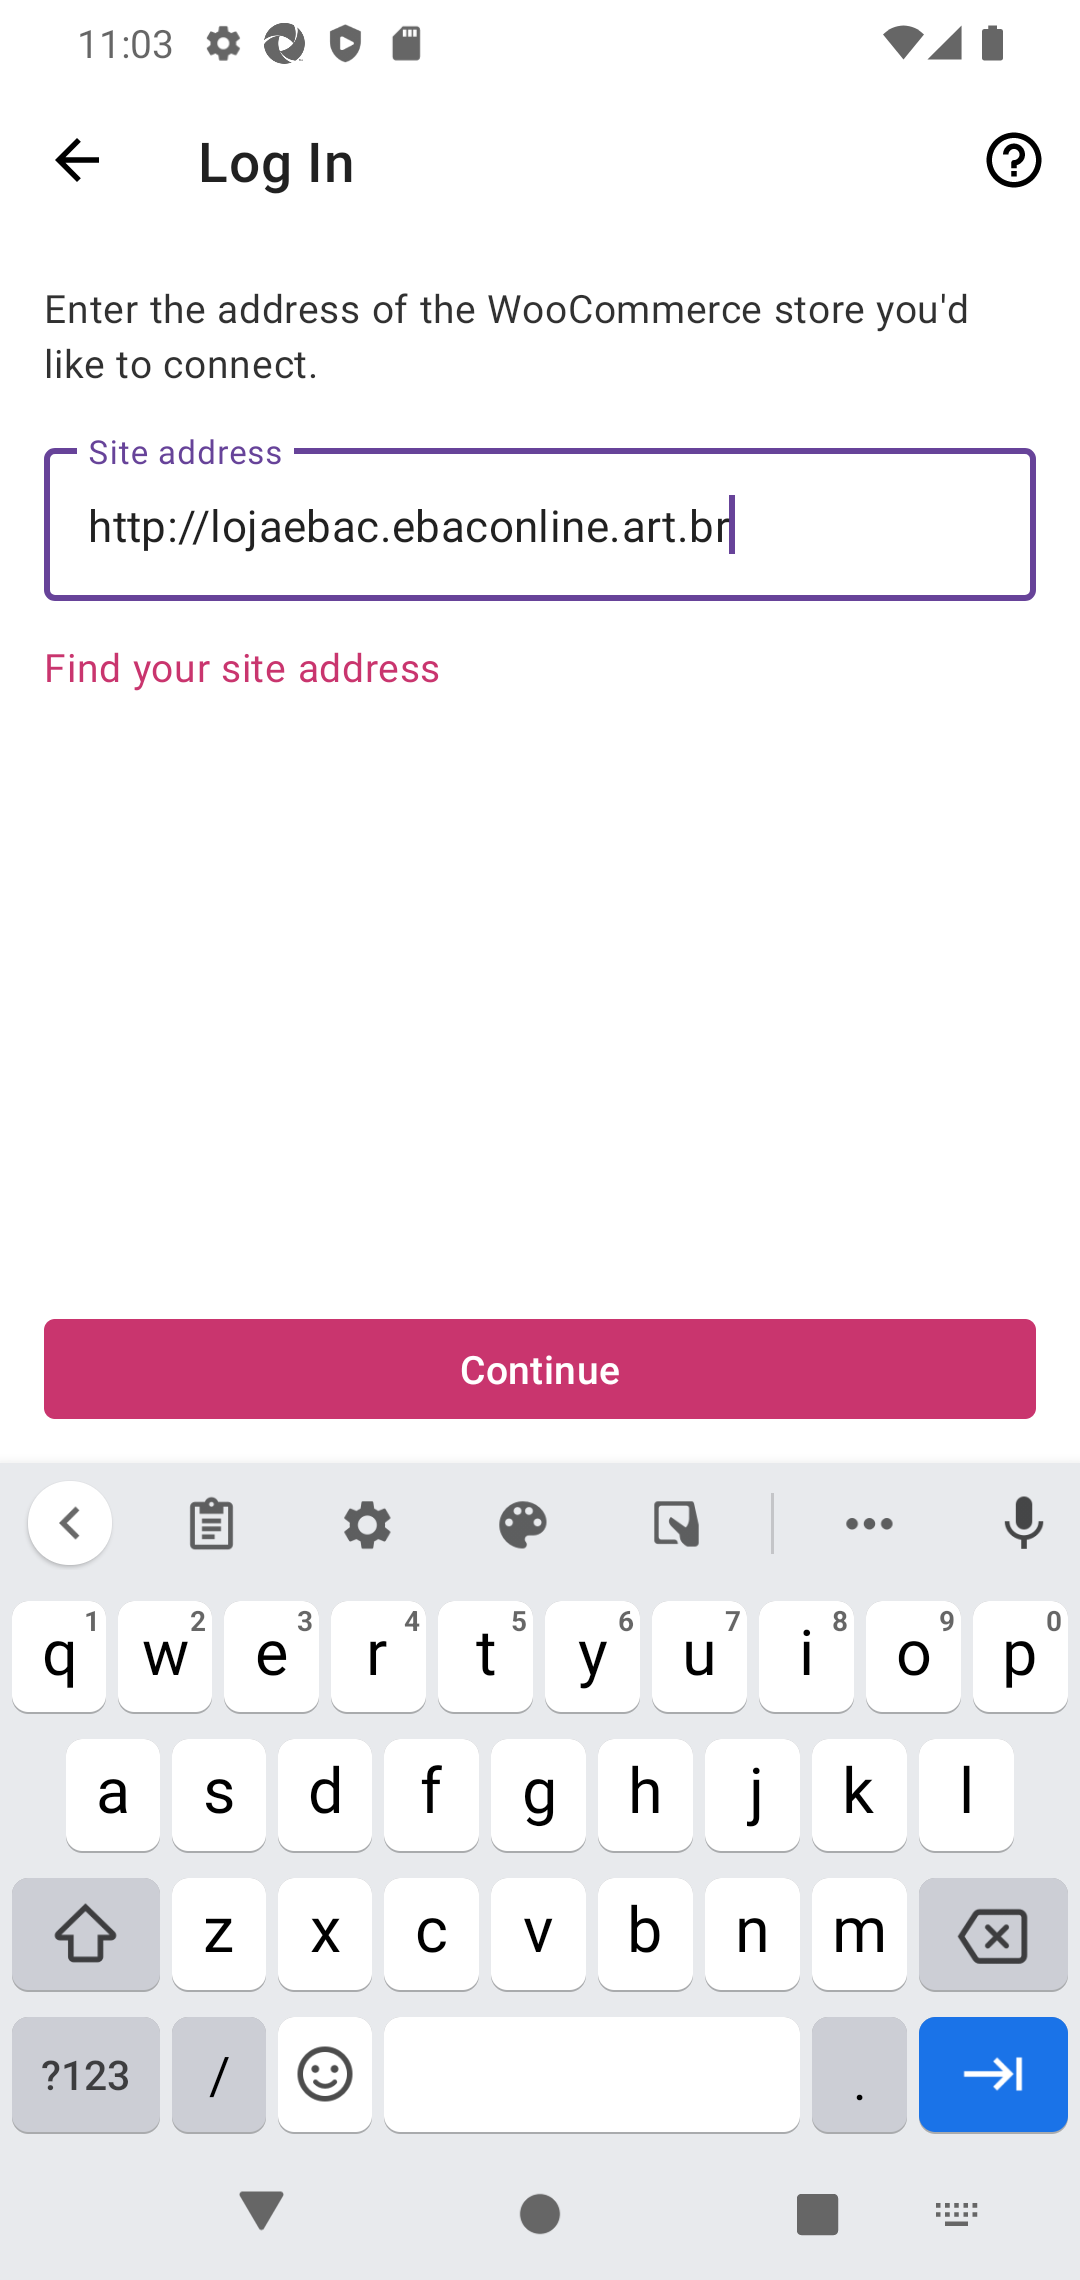 11:03
Log In
Enter the address of the WooCommerce store you'd
like to connect.
Site address
http://lojaebac.ebaconline.art.br
Find your site address
Continue
q 1 w 2 e 3 r 4 t 5 y 6 u 7 i 8 o 9 p 0
a s d f g h j k l
z x c v b n m
?123 / .